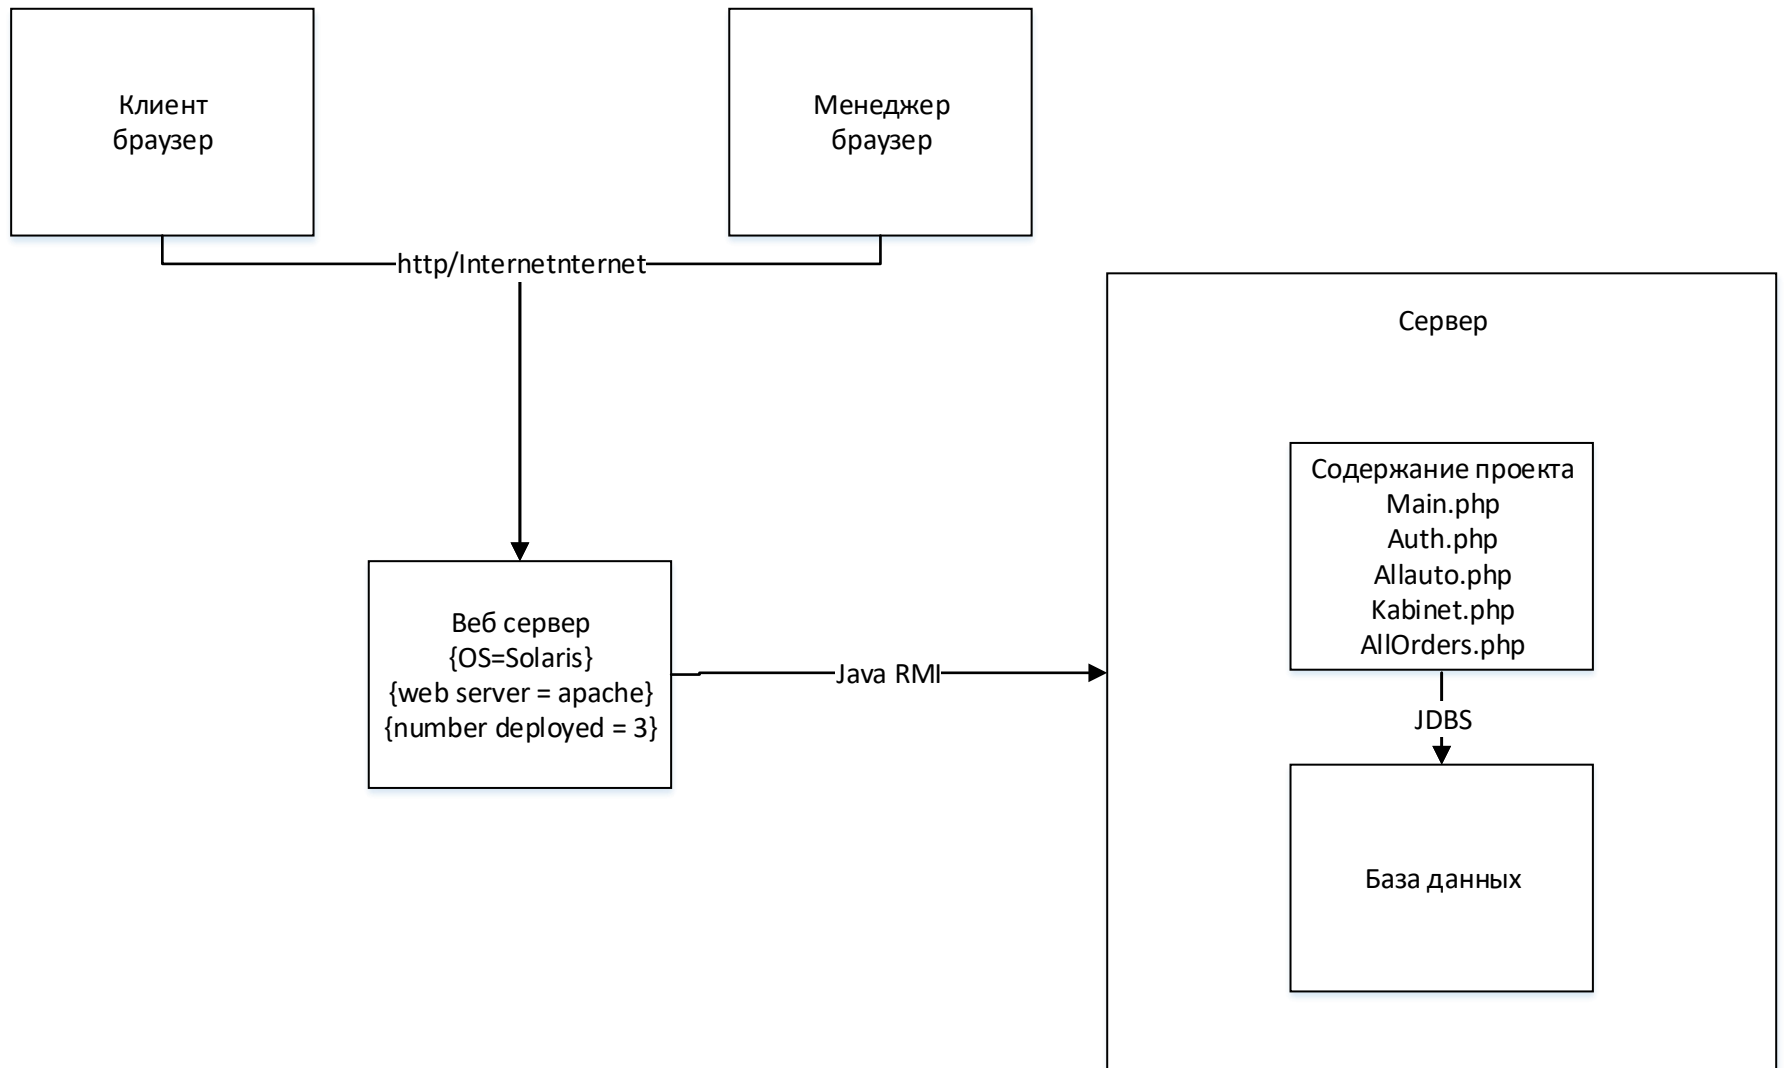 Клиент
браузер
Менеджер
браузер
http/Internetnternet
Сервер
Содержание проекта
Main.php
Auth.php
Allauto.php
Kabinet.php
AllOrders.php
Веб сервер
{OS=Solaris}
{web server = apache}
{number deployed = 3}
Java RMI
JDBS
База данных